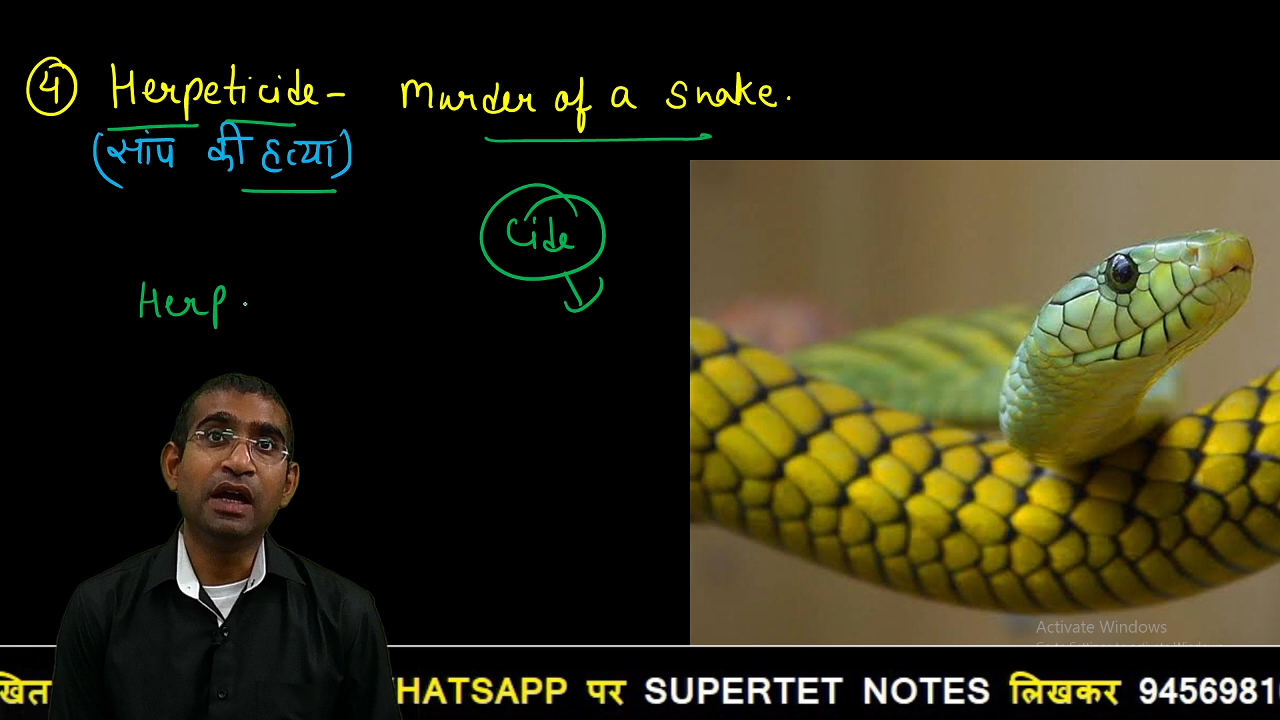 4 Herpeticide - Murder of a snake.
(सांप की हत्या)
Cide
Herp.
Activate Windows
खित HATSAPP पर SUPERTET NOTES लिखकर 94569816